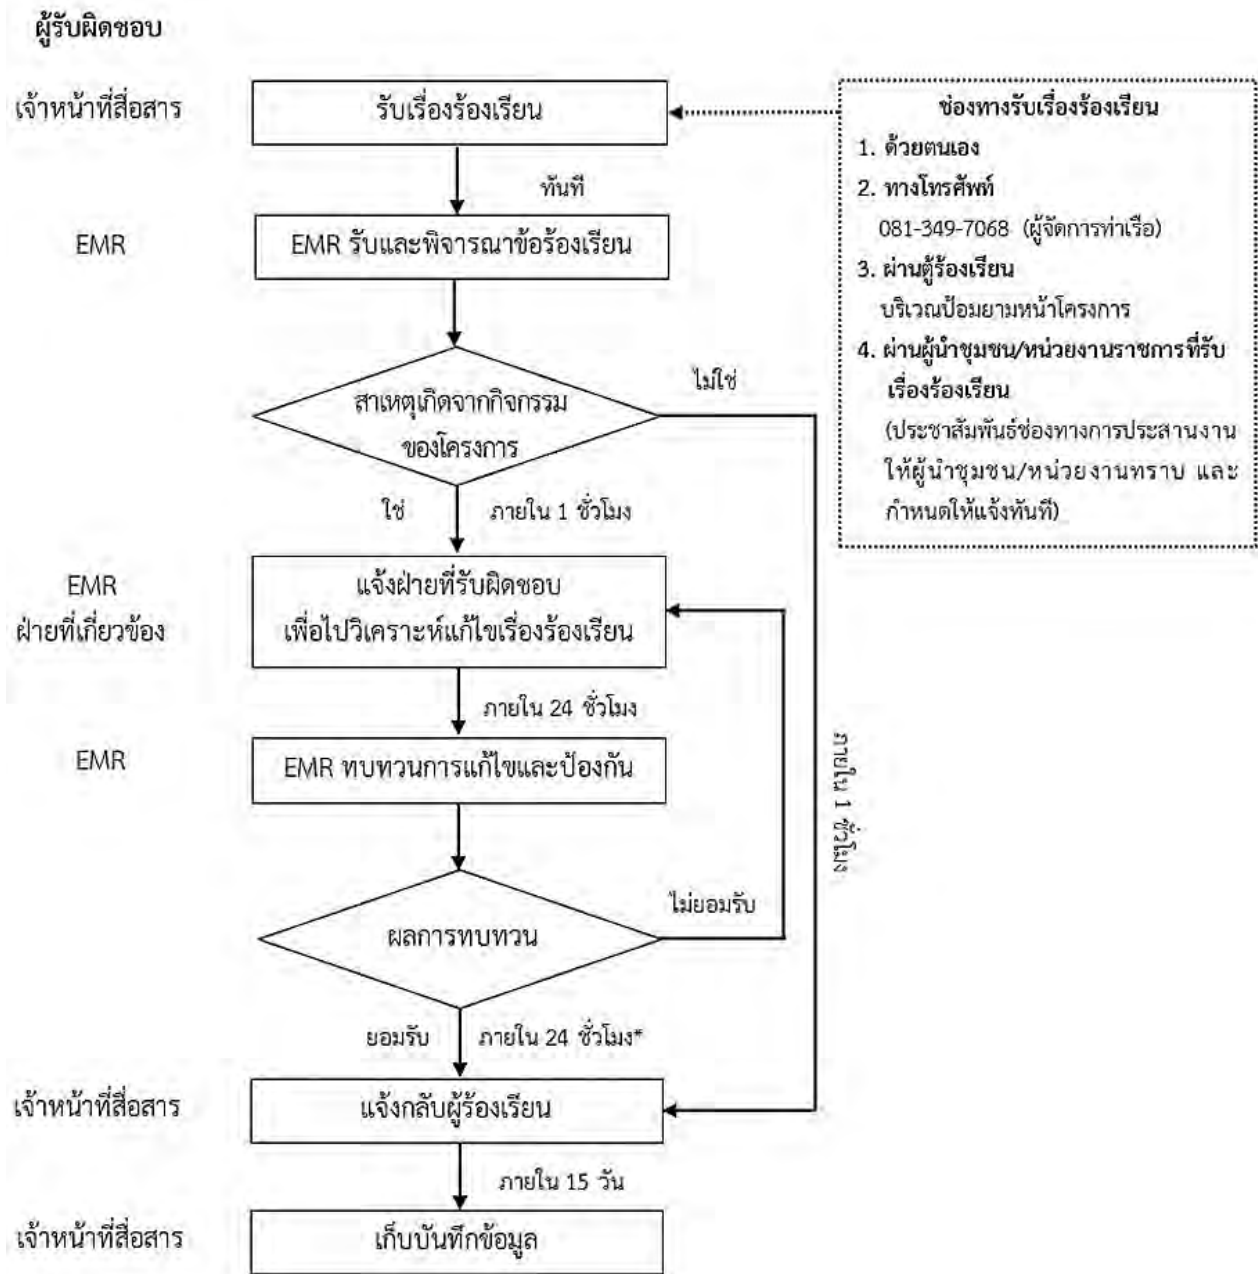 ผู้รับผิดชอบ
เจ้าหน้าที่สื่อสาร
รับเรื่องร้องเรียน
ทันที
EMR
EMR รับและพิจารณาข้อร้องเรียน
สาเหตุเกิดจากกิจกรรม
ของโครงการ
ไม่ใช่
ใช่
ภายใน 1 ชั่วโมง
EMR
ฝ่ายที่เกี่ยวข้อง
แจ้งฝ่ายที่รับผิดชอบ
เพื่อไปวิเคราะห์แก้ไขเรื่องร้องเรียน
ภายใน 24 ชั่วโมง
EMR
EMR ทบทวนการแก้ไขและป้องกัน
ภายใน 1 ชั่วโมง
ผลการทบทวน
ไม่ยอมรับ
ยอมรับ
ภายใน 24 ชั่วโมง*
เจ้าหน้าที่สื่อสาร
แจ้งกลับผู้ร้องเรียน
ภายใน 15 วัน
เจ้าหน้าที่สื่อสาร
เก็บบันทึกข้อมูล
ช่องทางรับเรื่องร้องเรียน
1. ด้วยตนเอง
2. ทางโทรศัพท์
081-349-7068 (ผู้จัดการท่าเรือ)
3. ผ่านตู้ร้องเรียน
บริเวณป้อมยามหน้าโครงการ
4. ผ่านผู้นำชุมชน/หน่วยงานราชการที่รับ
เรื่องร้องเรียน
(ประชาสัมพันธ์ช่องทางการประสานงาน
ให้ผู้นำชุมชน/หน่วยงานทราบ และ
กำหนดให้แจ้งทันที)